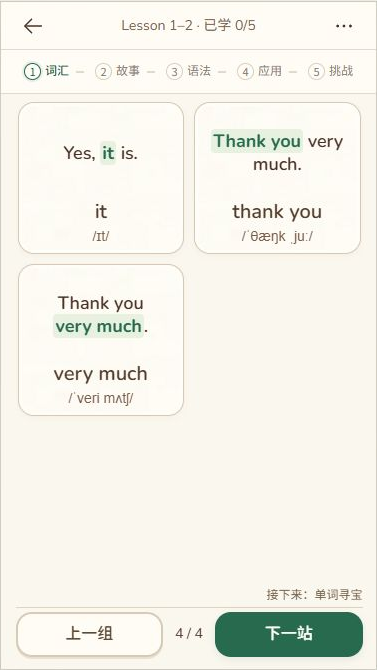 Lesson 1–2 · 已学 0/5
1 词汇 – 2 故事 – 3 语法 – 4 应用 – 5 挑战
Yes, it is.
it
/ɪt/
Thank you very
much.
thank you
/ˈθæŋk ˌjuː/
Thank you
very much.
very much
/ˈveri mʌtʃ/
接下来：单词寻宝
上一组
4 / 4
下一站